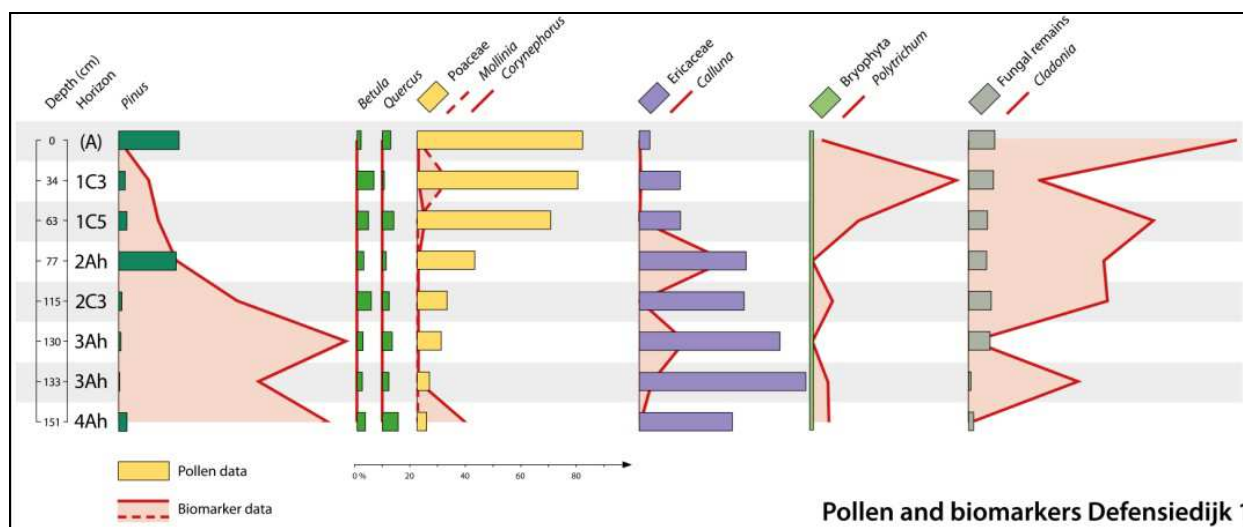 Depth (cm)
Horizon
Pinus
Betula
Quercus
Poaceae
Mollinia
Corynephorus
Ericaceae
Calluna
Bryophyta
Polytrichum
Fungal remains
Cladonia
0 (A)
34 1C3
63 1C5
77 2Ah
115 2C3
130 3Ah
133 3Ah
151 4Ah
Pollen data
Biomarker data
0 % 20 40 60 80
Pollen and biomarkers Defensiedijk 1